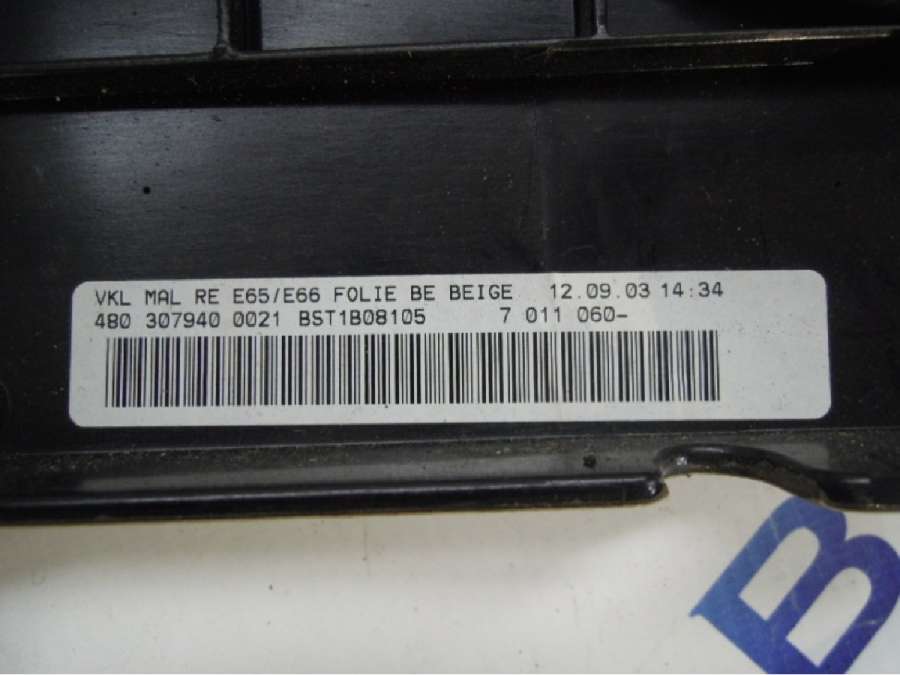 VKL MAL RE E65/E66 FOLIE BE BEIGE 12.09.03 14:34
480 307940 0021 BST1B08105 7 011 060-
B